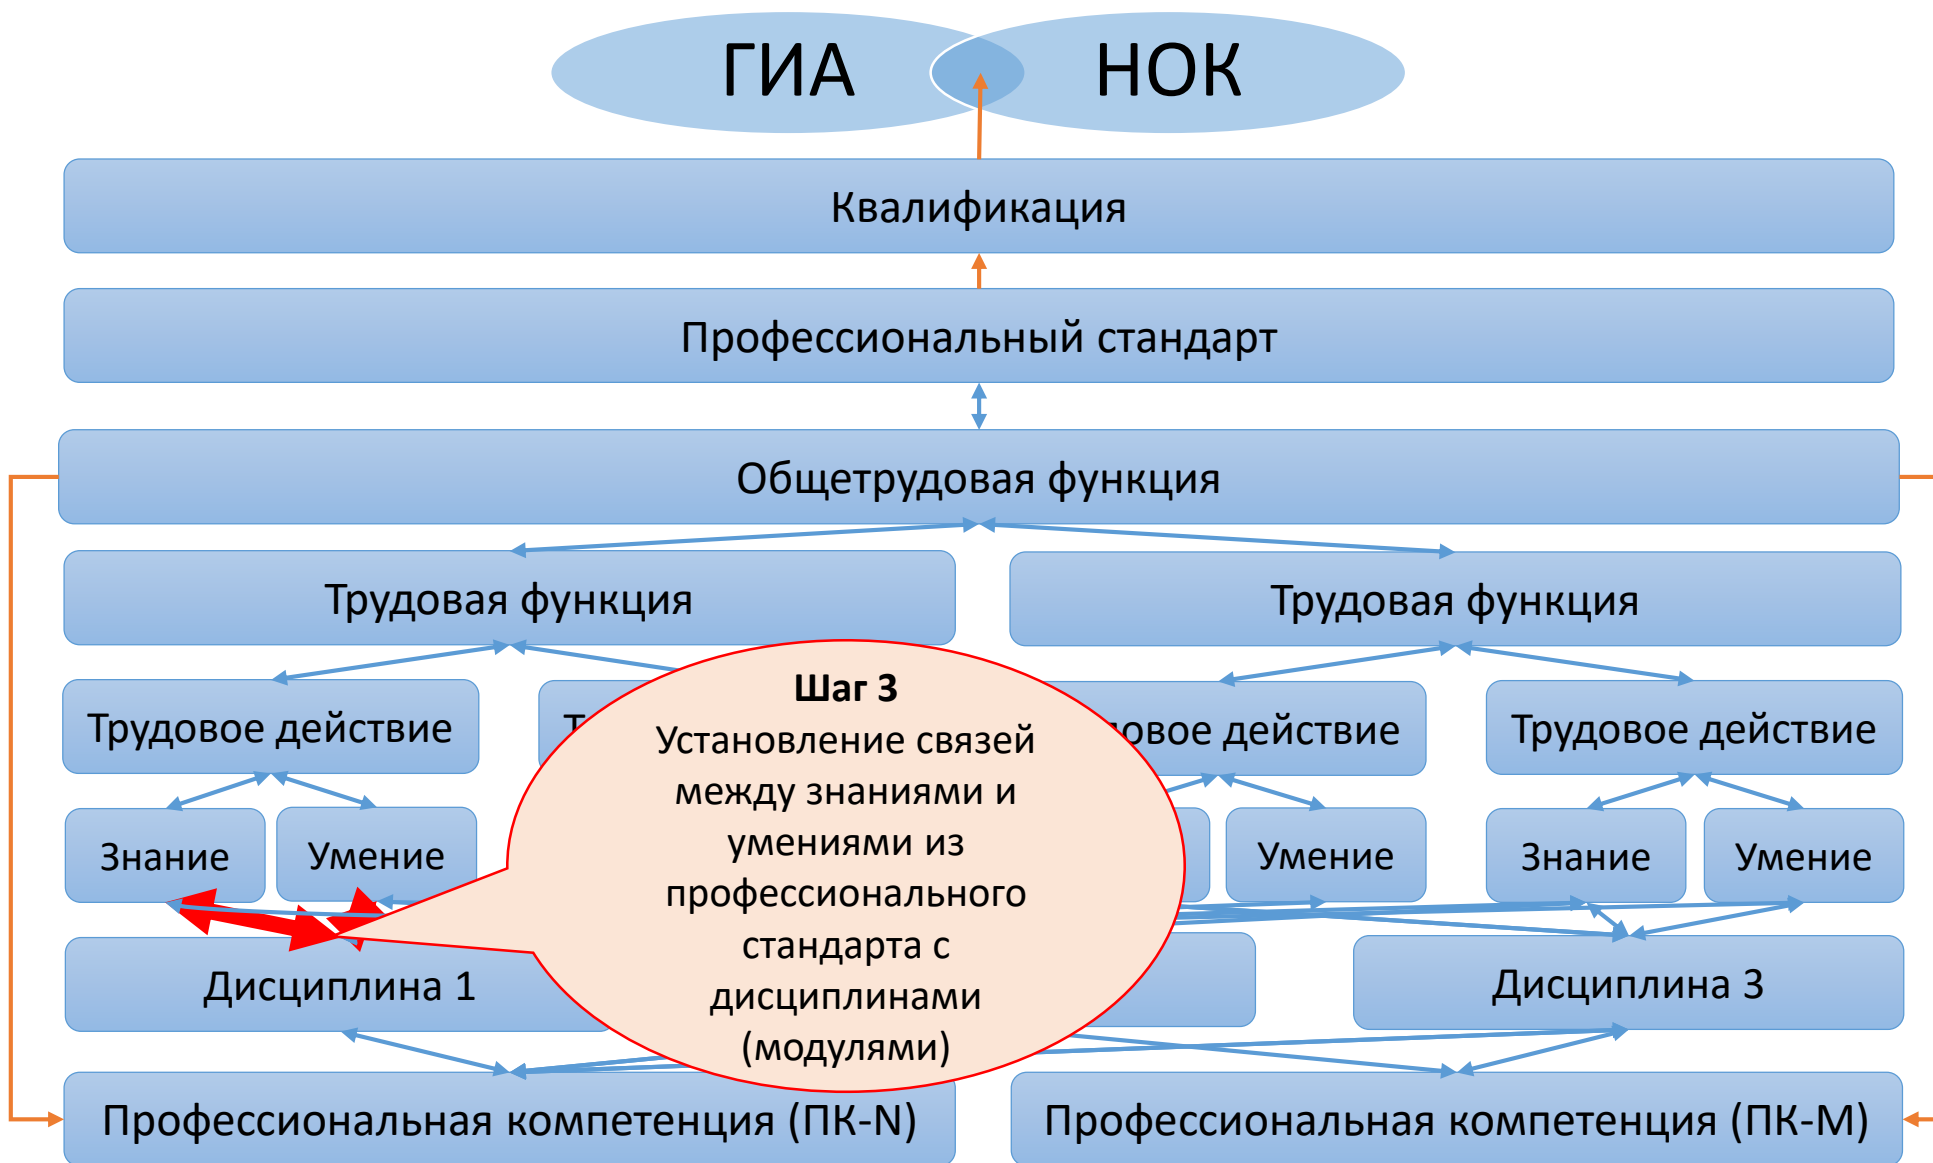 ГИА
НОК
Квалификация
Профессиональный стандарт
Общетрудовая функция
Трудовая функция
Трудовая функция
Шаг 3
Установление связей
между знаниями и
умениями из
профессионального
стандарта с
дисциплинами
(модулями)
Трудовое действие
действие
Трудовое действие
Знание
Умение
Умение
Знание
Умение
Дисциплина 1
Дисциплина 3
Профессиональная компетенция (ПК-N)
Профессиональная компетенция (ПК-М)